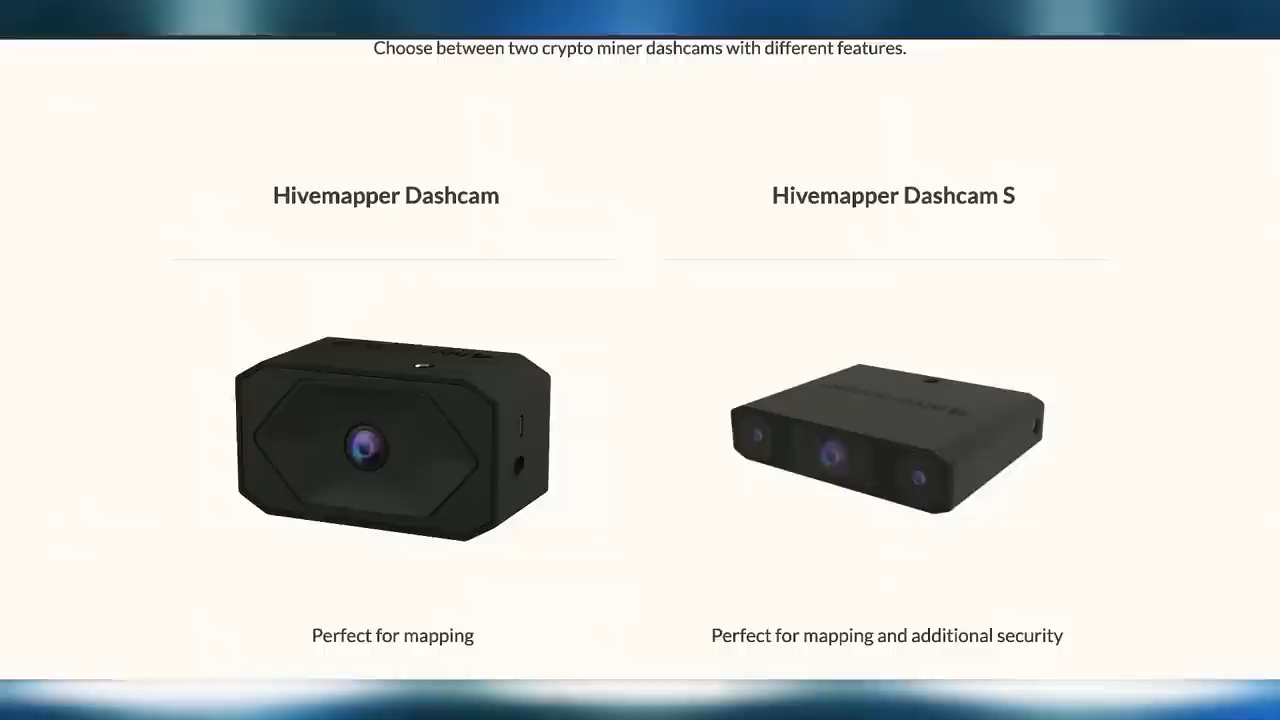 Choose between two crypto miner dashcams with different features.
Hivemapper Dashcam
Hivemapper Dashcam S
Perfect for mapping
Perfect for mapping and additional security